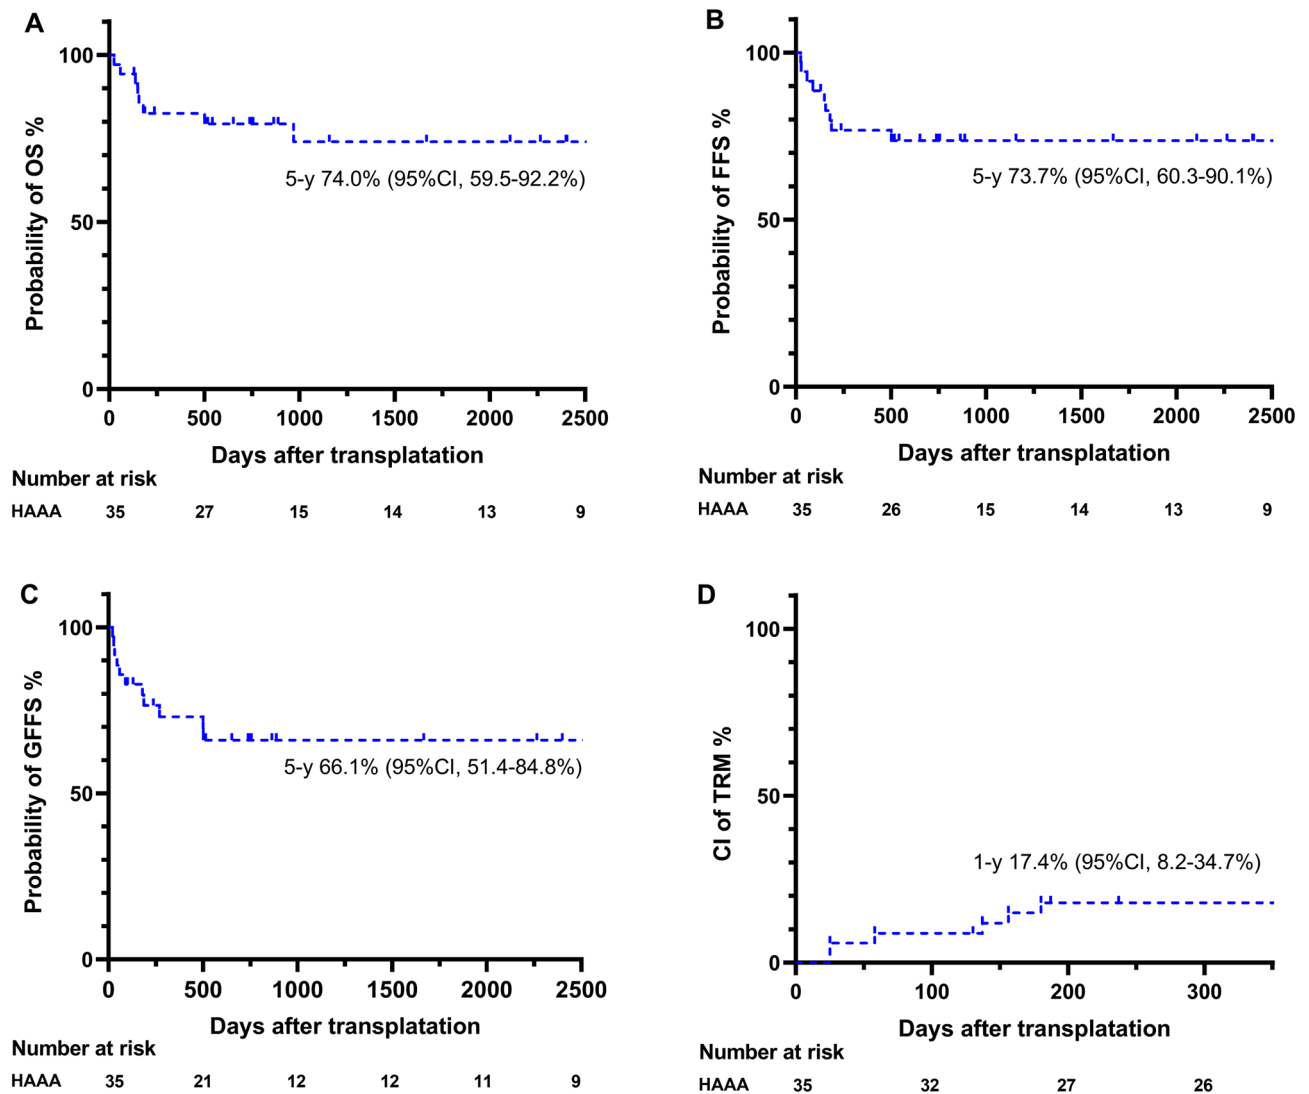 A
Probability of OS %
100
50
0
5-y 74.0% (95%CI, 59.5-92.2%)
0 500 1000 1500 2000 2500
Days after transplatation
Number at risk
HAAA 35 27 15 14 13 9
B
Probability of FFS %
100
50
0
5-y 73.7% (95%CI, 60.3-90.1%)
0 500 1000 1500 2000 2500
Days after transplatation
Number at risk
HAAA 35 26 15 14 13 9
C
Probability of GFFS %
100
50
0
5-y 66.1% (95%CI, 51.4-84.8%)
0 500 1000 1500 2000 2500
Days after transplatation
Number at risk
HAAA 35 21 12 12 11 9
D
CI of TRM %
100
50
0
1-y 17.4% (95%CI, 8.2-34.7%)
0 100 200 300
Days after transplatation
Number at risk
HAAA 35 32 27 26